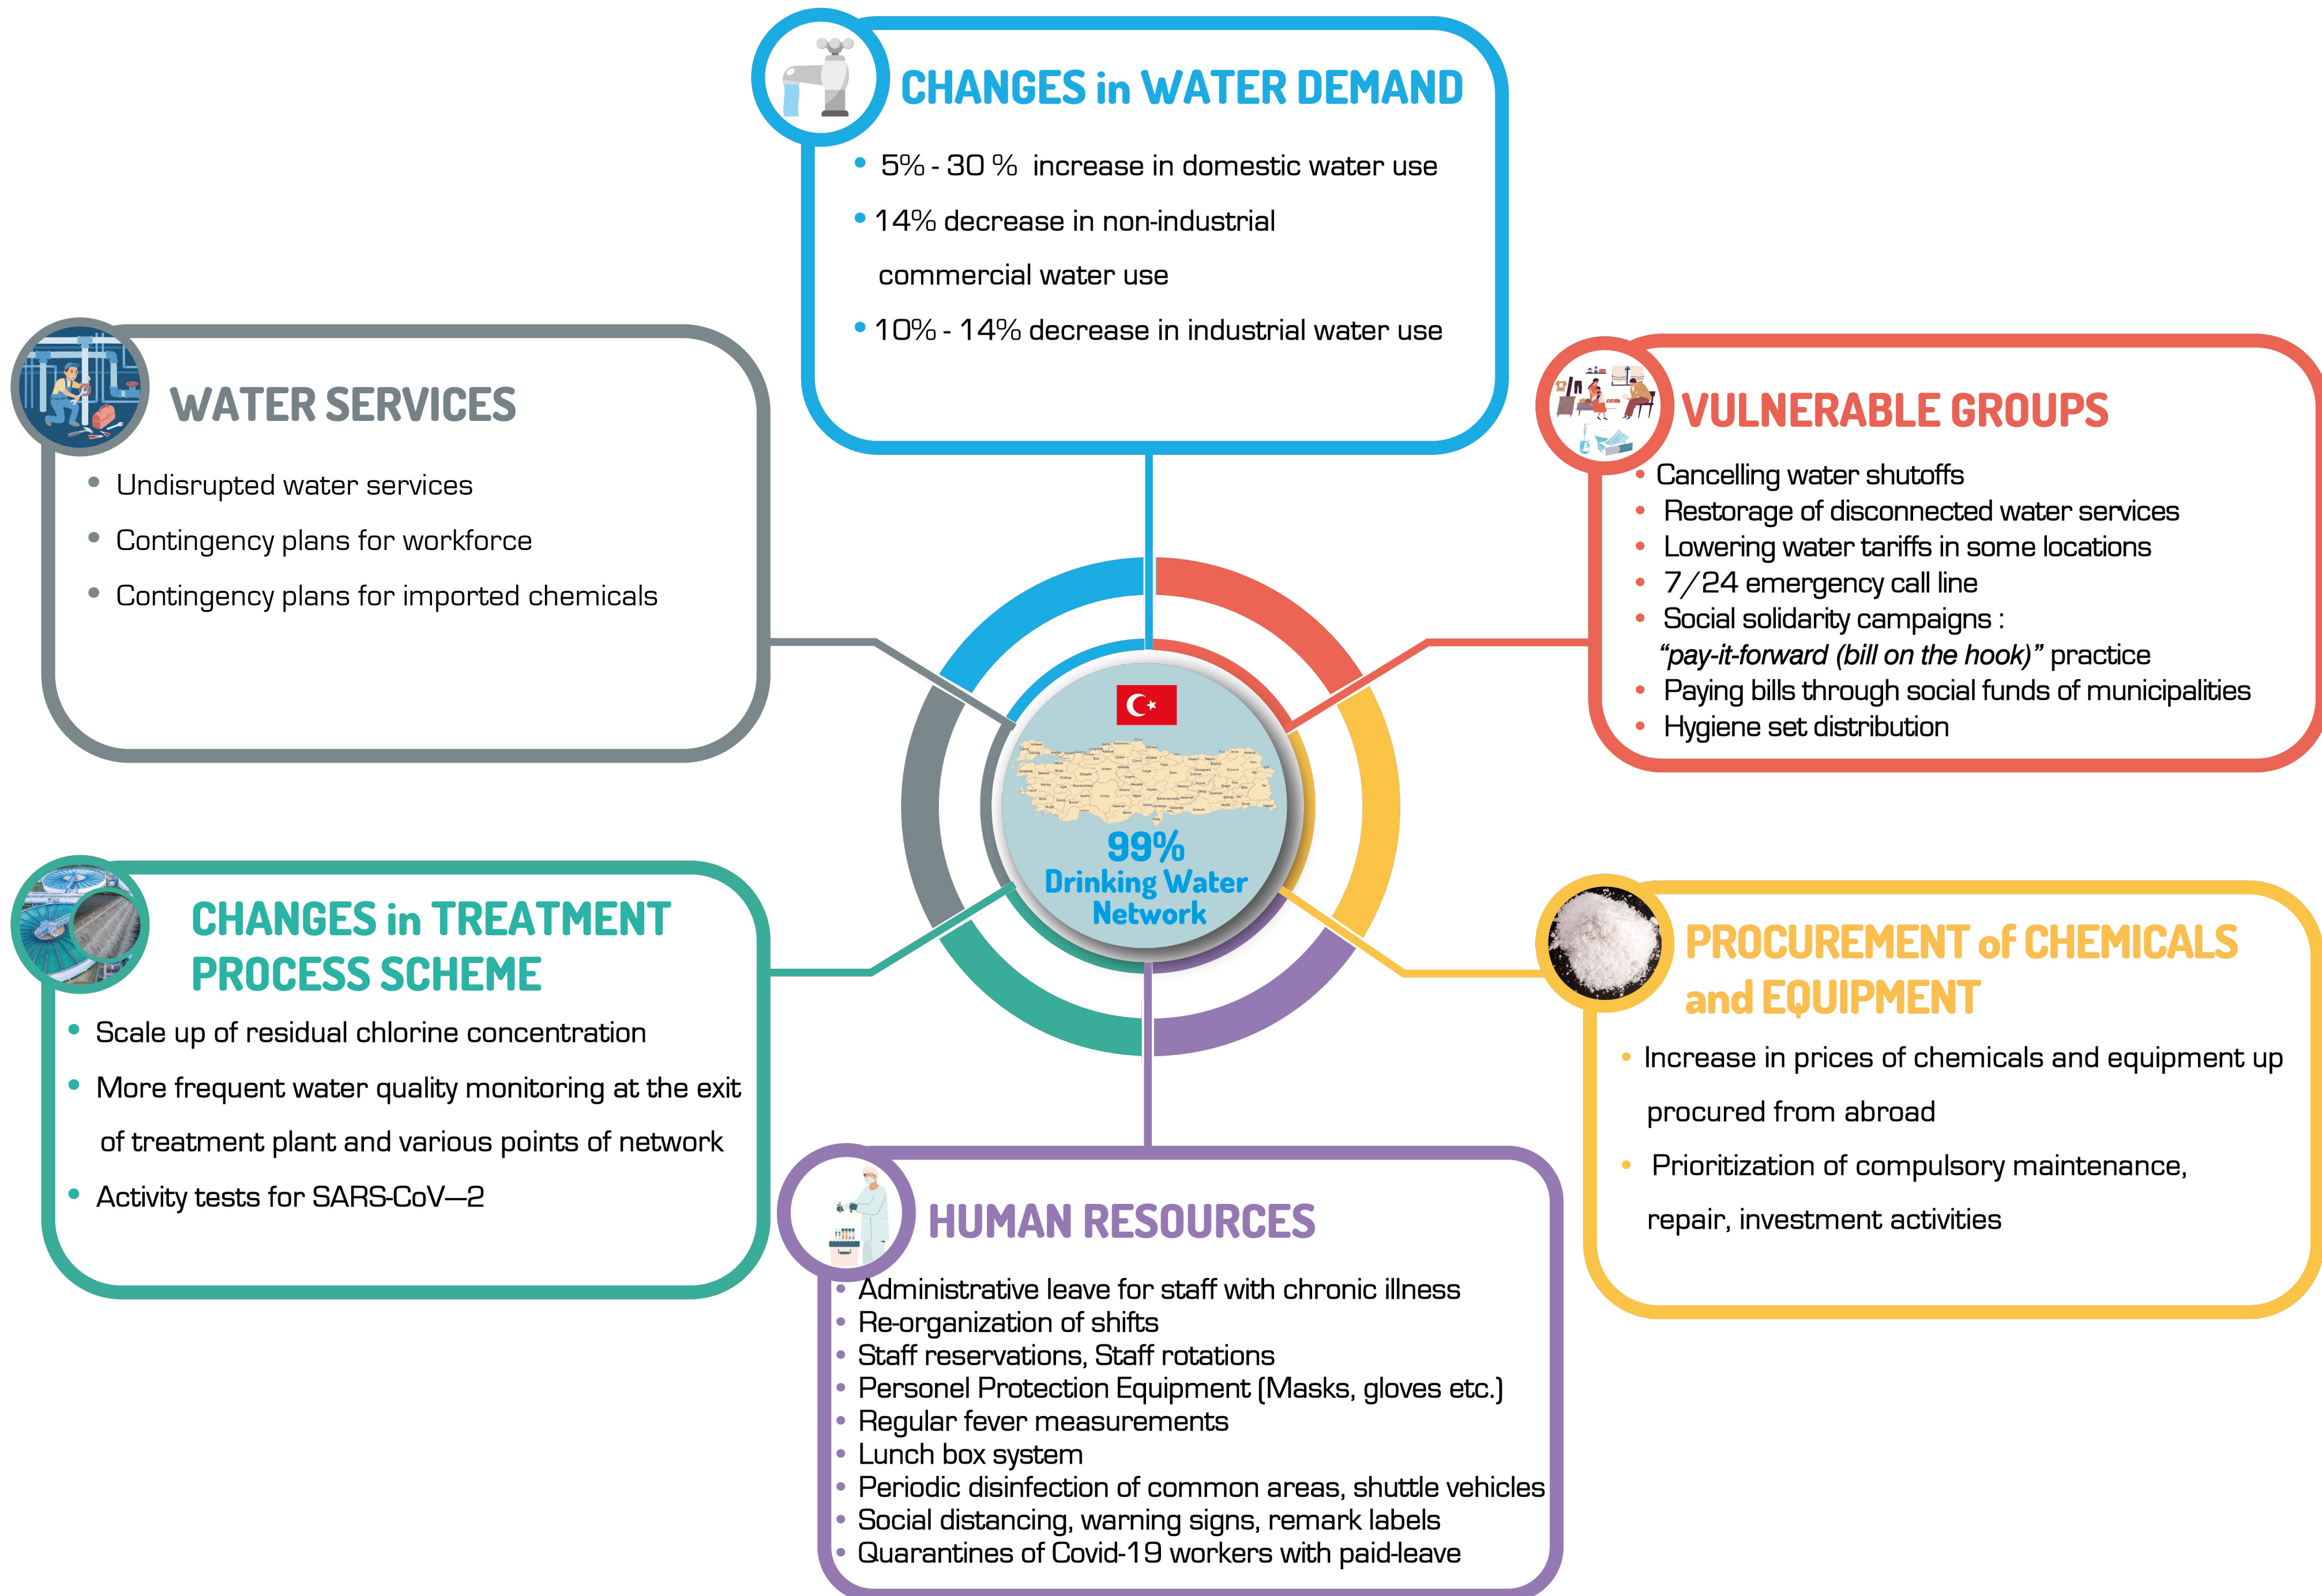 CHANGES in WATER DEMAND
• 5% - 30 % increase in domestic water use
• 14% decrease in non-industrial
commercial water use
• 10% - 14% decrease in industrial water use
WATER SERVICES
• Undisrupted water services
• Contingency plans for workforce
• Contingency plans for imported chemicals
VULNERABLE GROUPS
• Cancelling water shutoffs
• Restorage of disconnected water services
• Lowering water tariffs in some locations
• 7/24 emergency call line
• Social solidarity campaigns :
“pay-it-forward (bill on the hook)” practice
• Paying bills through social funds of municipalities
• Hygiene set distribution
99%
Drinking Water
Network
CHANGES in TREATMENT
PROCESS SCHEME
• Scale up of residual chlorine concentration
• More frequent water quality monitoring at the exit
of treatment plant and various points of network
• Activity tests for SARS-CoV—2
PROCUREMENT of CHEMICALS
and EQUIPMENT
• Increase in prices of chemicals and equipment up
procured from abroad
• Prioritization of compulsory maintenance,
repair, investment activities
HUMAN RESOURCES
• Administrative leave for staff with chronic illness
• Re-organization of shifts
• Staff reservations, Staff rotations
• Personel Protection Equipment (Masks, gloves etc.)
• Regular fever measurements
• Lunch box system
• Periodic disinfection of common areas, shuttle vehicles
• Social distancing, warning signs, remark labels
• Quarantines of Covid-19 workers with paid-leave